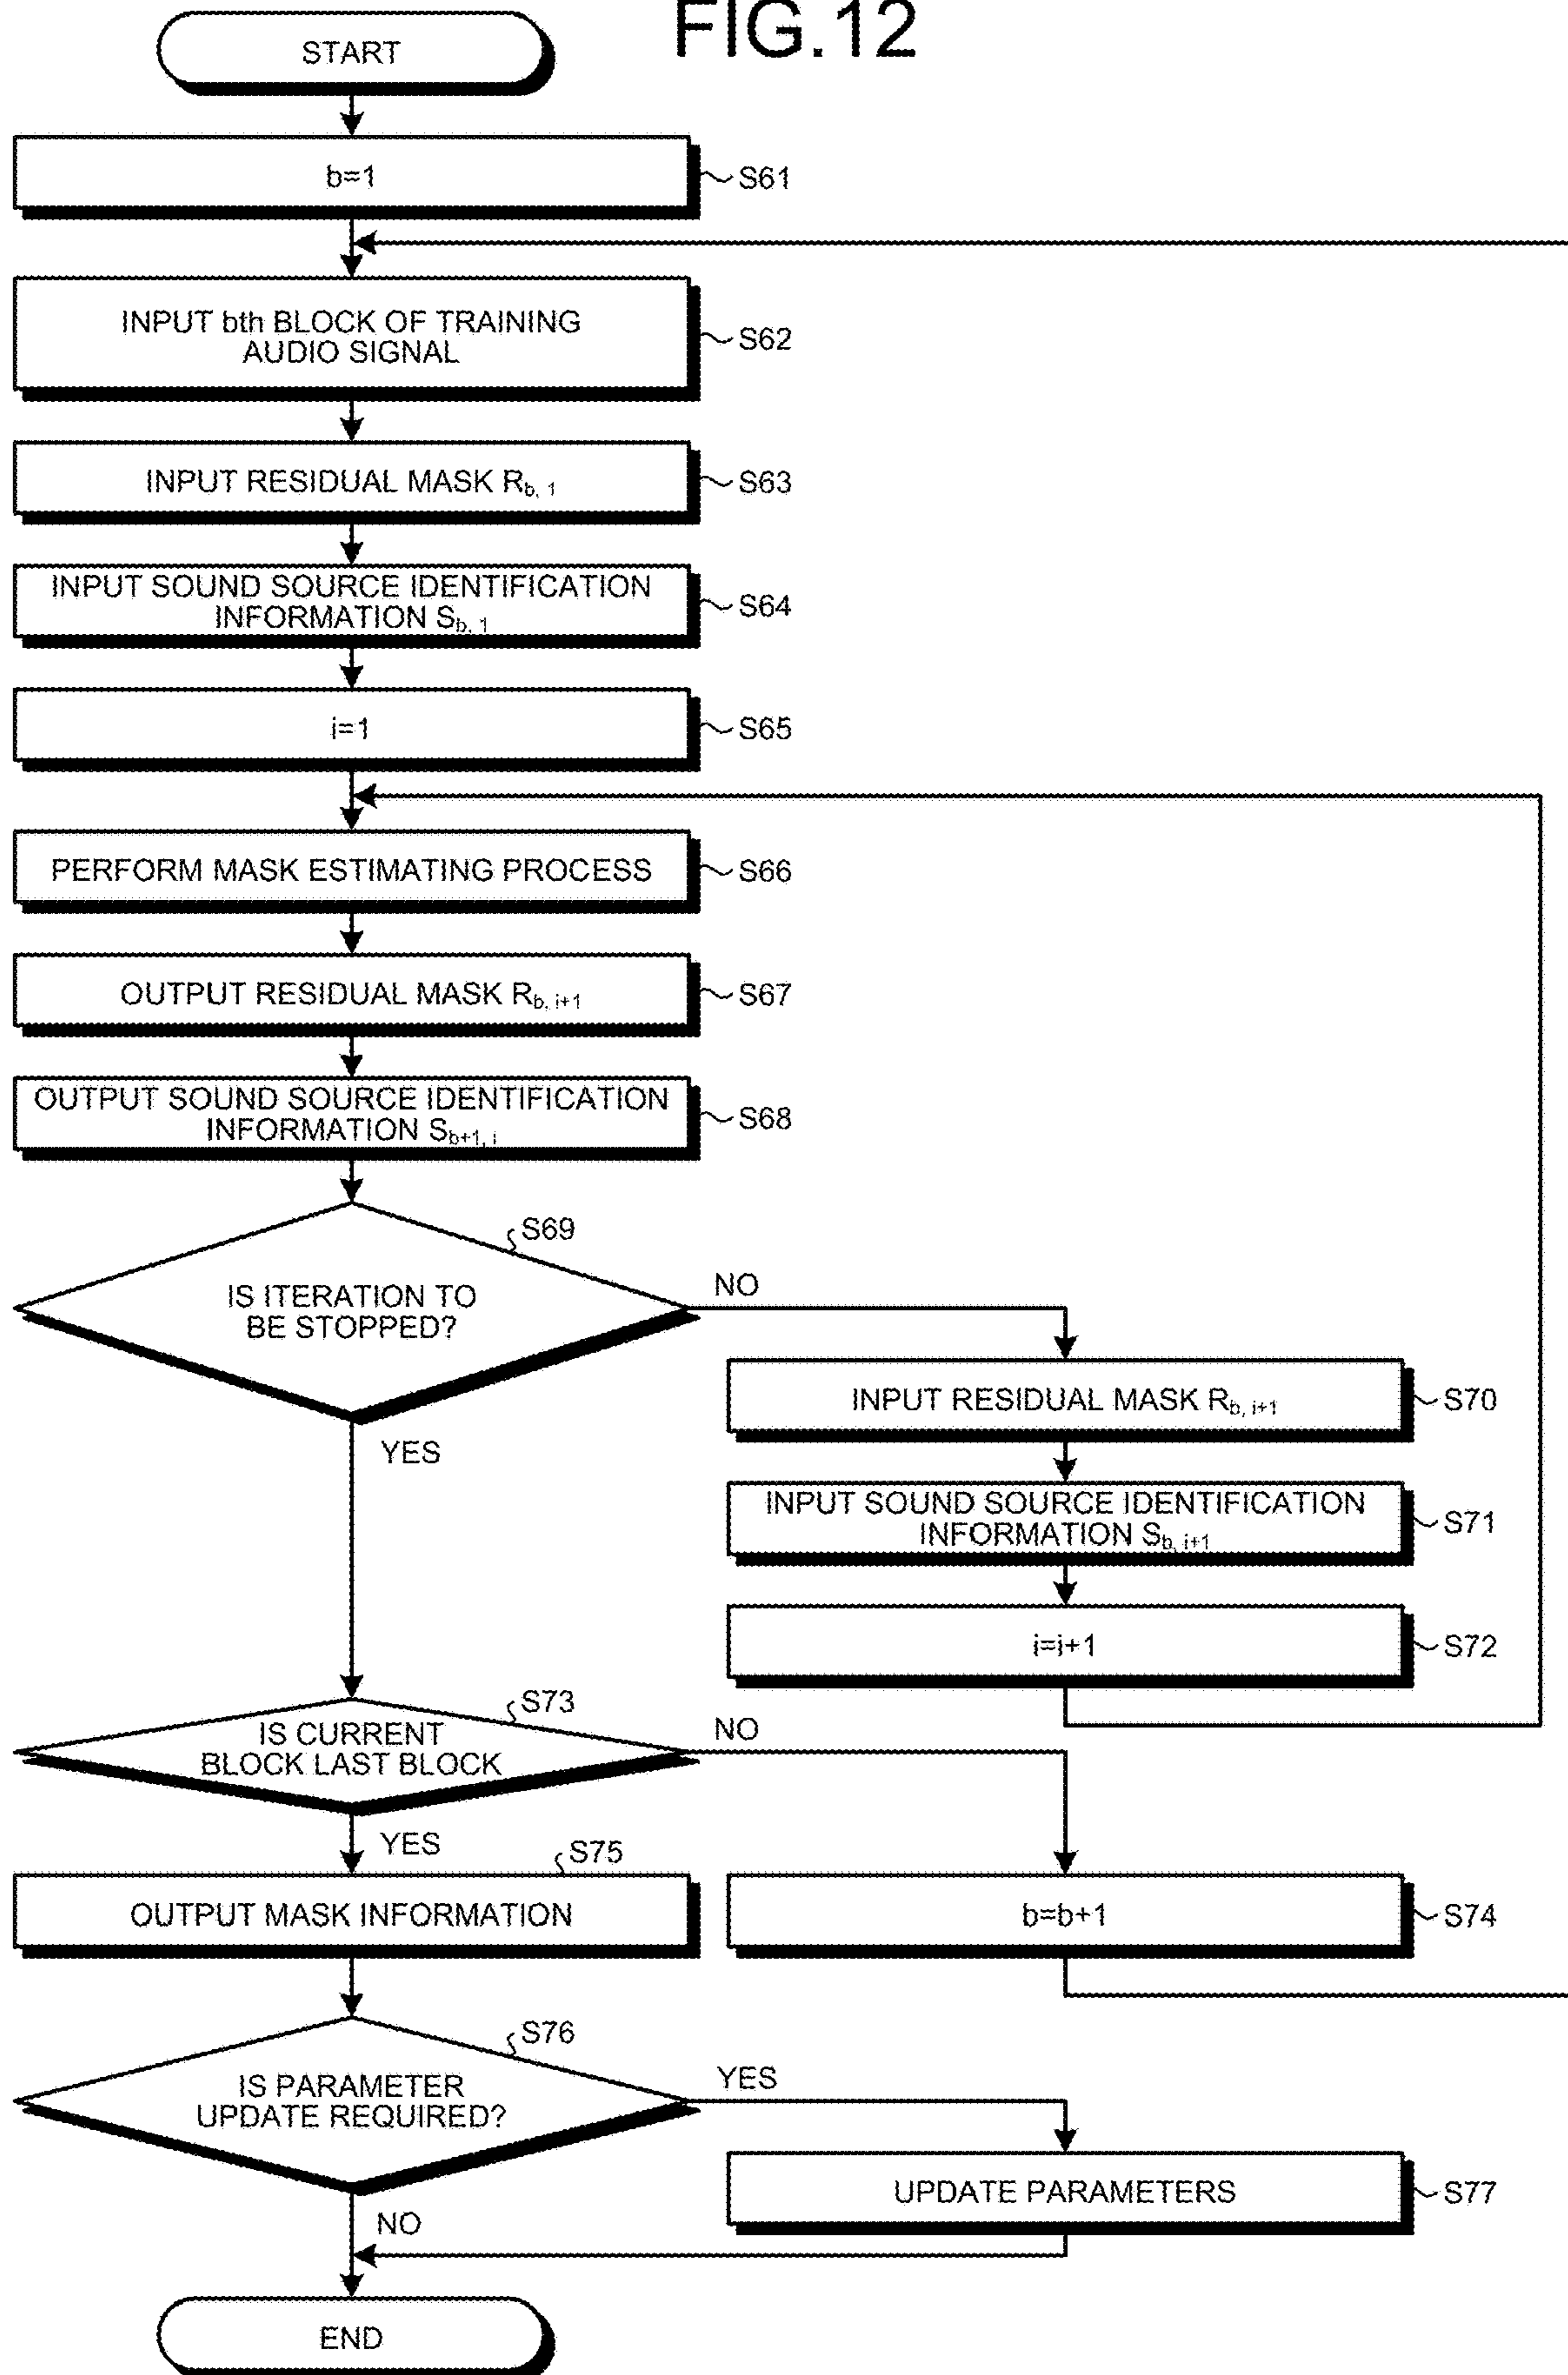 FIG.12
START
b=1
S61
INPUT bth BLOCK OF TRAINING
AUDIO SIGNAL
S62
INPUT RESIDUAL MASK Rb, 1
S63
INPUT SOUND SOURCE IDENTIFICATION
INFORMATION Sb, 1
S64
i=1
S65
PERFORM MASK ESTIMATING PROCESS
S66
OUTPUT RESIDUAL MASK Rb, i+1
S67
OUTPUT SOUND SOURCE IDENTIFICATION
INFORMATION Sb+1, i
S68
S69
IS ITERATION TO
BE STOPPED?
NO
YES
INPUT RESIDUAL MASK Rb, i+1
S70
INPUT SOUND SOURCE IDENTIFICATION
INFORMATION Sb, i+1
S71
i=i+1
S72
S73
IS CURRENT
BLOCK LAST BLOCK
NO
YES
S75
OUTPUT MASK INFORMATION
b=b+1
S74
S76
IS PARAMETER
UPDATE REQUIRED?
YES
UPDATE PARAMETERS
S77
NO
END